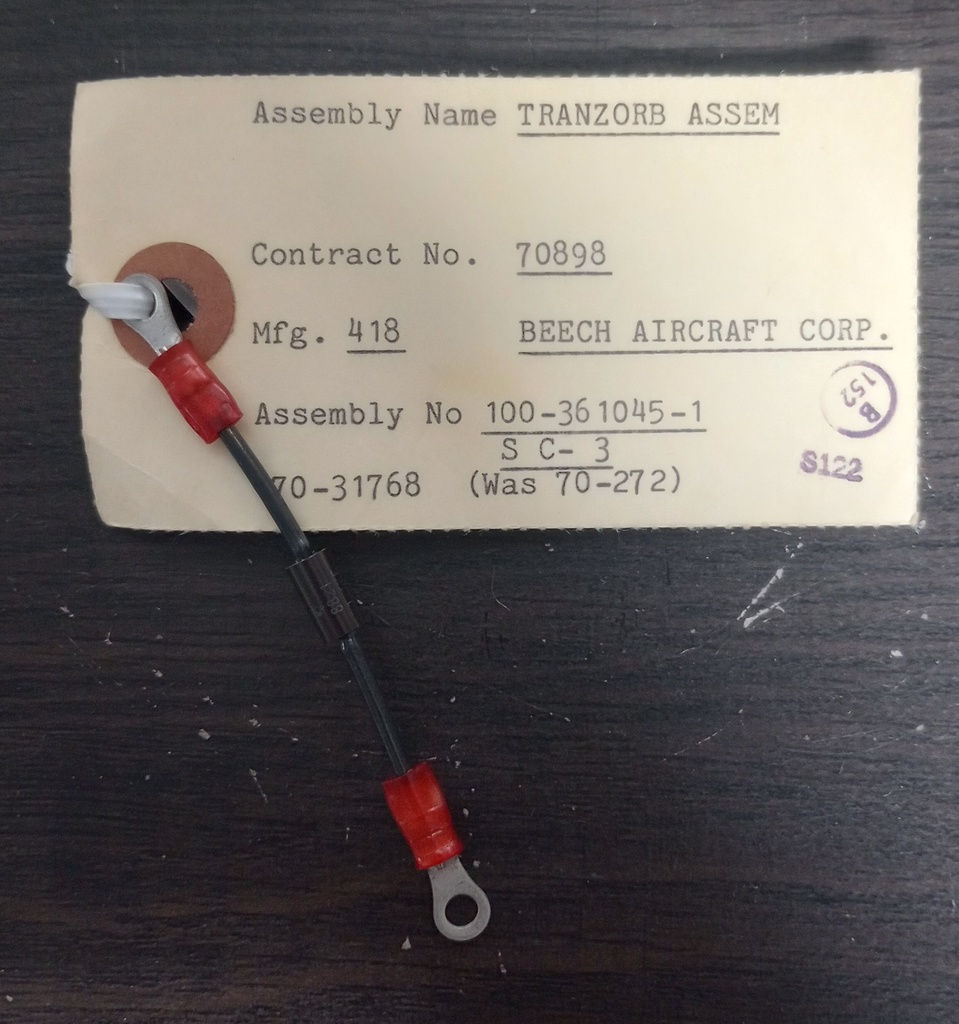 Assembly Name TRANZORB ASSEM
Contract No. 70898
Mfg. 418 BEECH AIRCRAFT CORP.
Assembly No 100-361045-1
S C- 3
70-31768 (Was 70-272)
B 152
S122